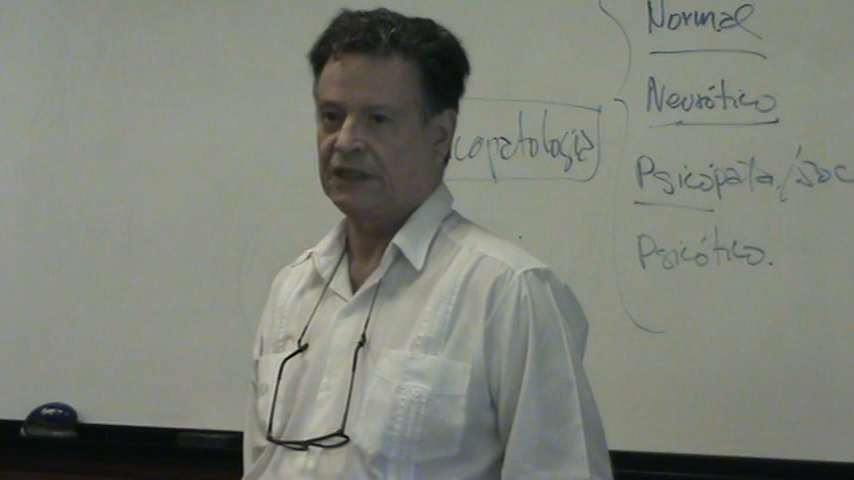 Normal
Neurótico
copatología
Psicópata/soc
Psicótico.